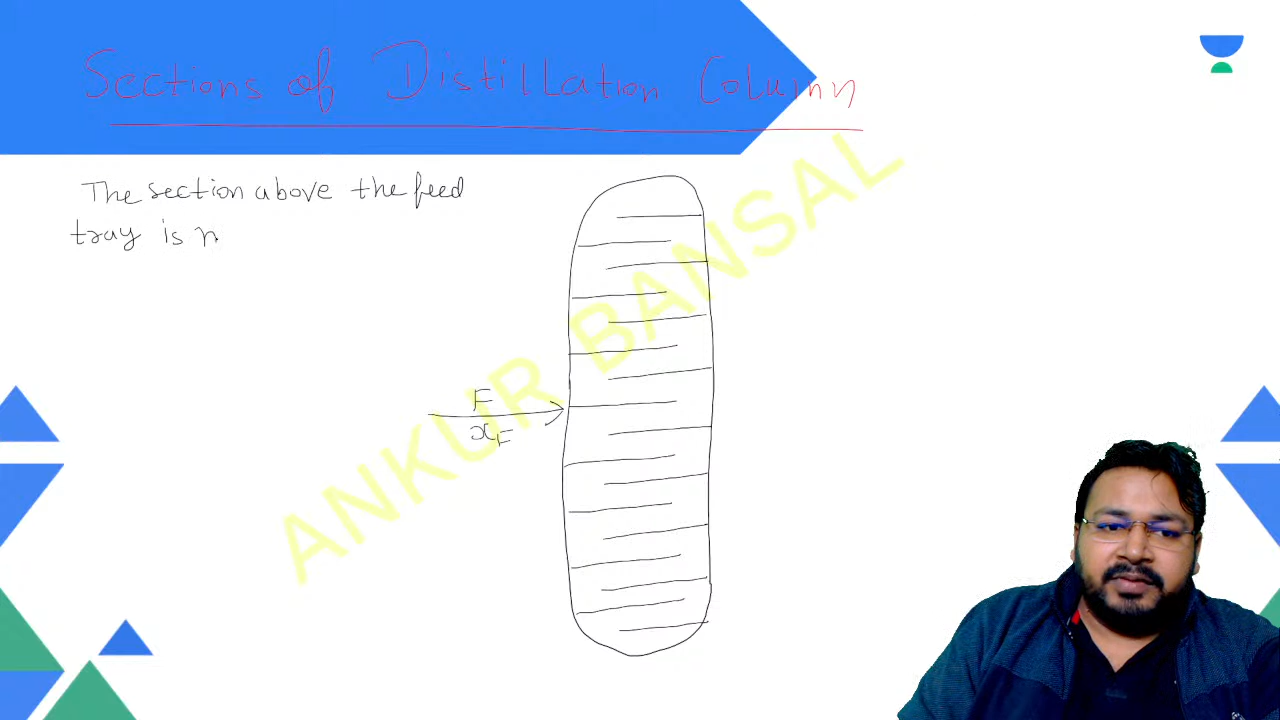 Sections of Distillation Column
The section above the feed
tray is r
F
xF
ANKUR BANSAL